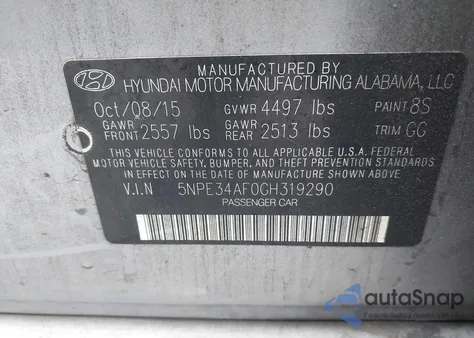 MANUFACTURED BY
HYUNDAI MOTOR MANUFACTURING ALABAMA, LLC
Oct/08/15 GVWR 4497 lbs PAINT 8S
GAWR FRONT 2557 lbs GAWR REAR 2513 lbs TRIM GG
THIS VEHICLE CONFORMS TO ALL APPLICABLE U.S.A. FEDERAL
MOTOR VEHICLE SAFETY, BUMPER, AND THEFT PREVENTION
STANDARDS IN EFFECT ON THE DATE OF MANUFACTURE SHOWN
ABOVE.
V.I.N 5NPE34AF0GH319290
PASSENGER CAR
autoSnap